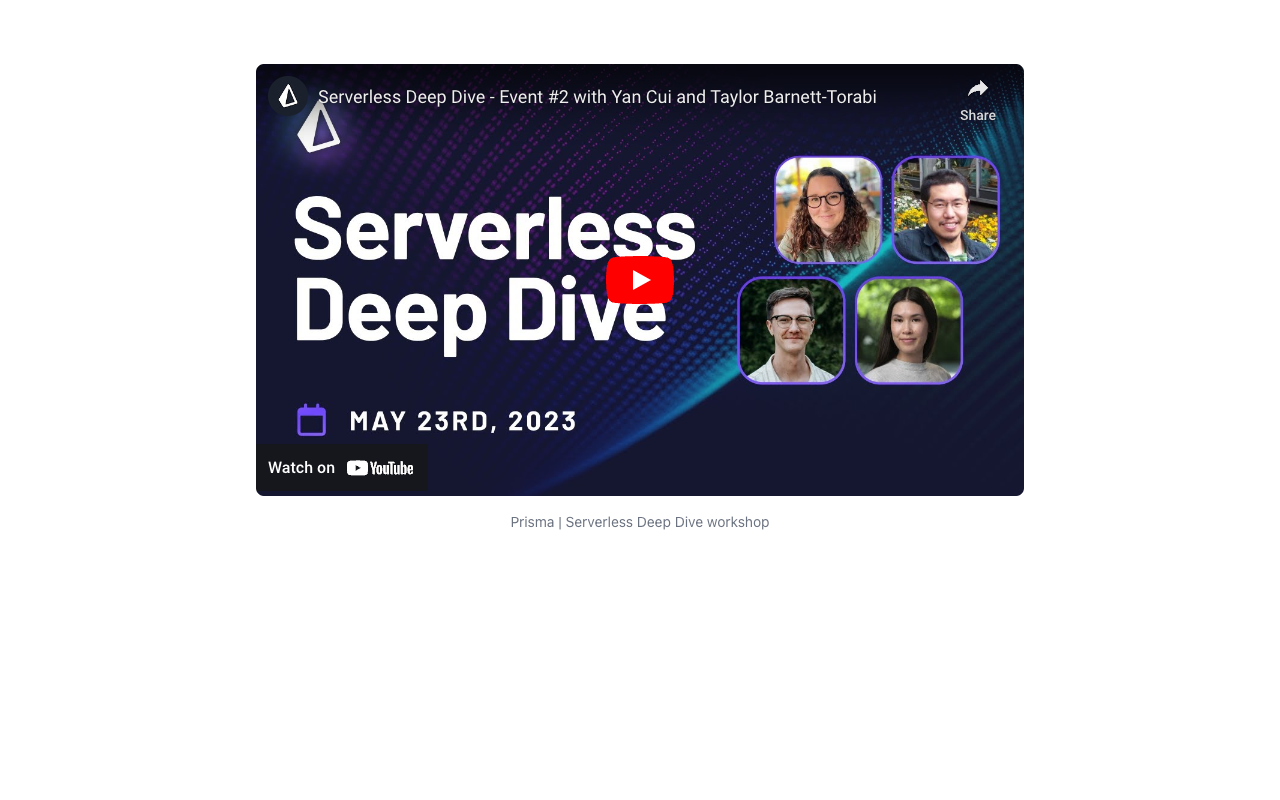 Serverless Deep Dive - Event #2 with Yan Cui and Taylor Barnett-Torabi
Share
Serverless
Deep Dive
MAY 23RD, 2023
Watch on YouTube
Prisma | Serverless Deep Dive workshop